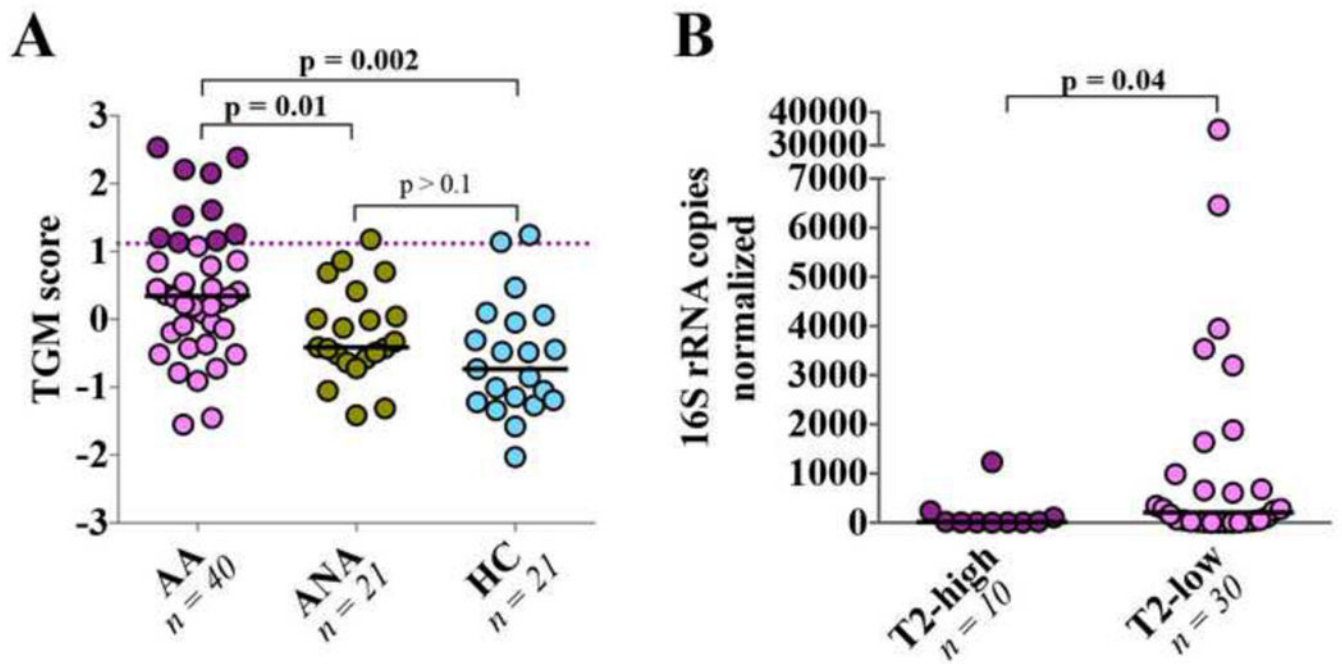 A
p = 0.002
p = 0.01
p > 0.1
3
2
1
0
-1
-2
-3
TGM score
AA
n = 40
ANA
n = 21
HC
n = 21
B
p = 0.04
40000
30000
7000
6000
5000
4000
3000
2000
1000
0
16S rRNA copies
normalized
T2-high
n = 10
T2-low
n = 30